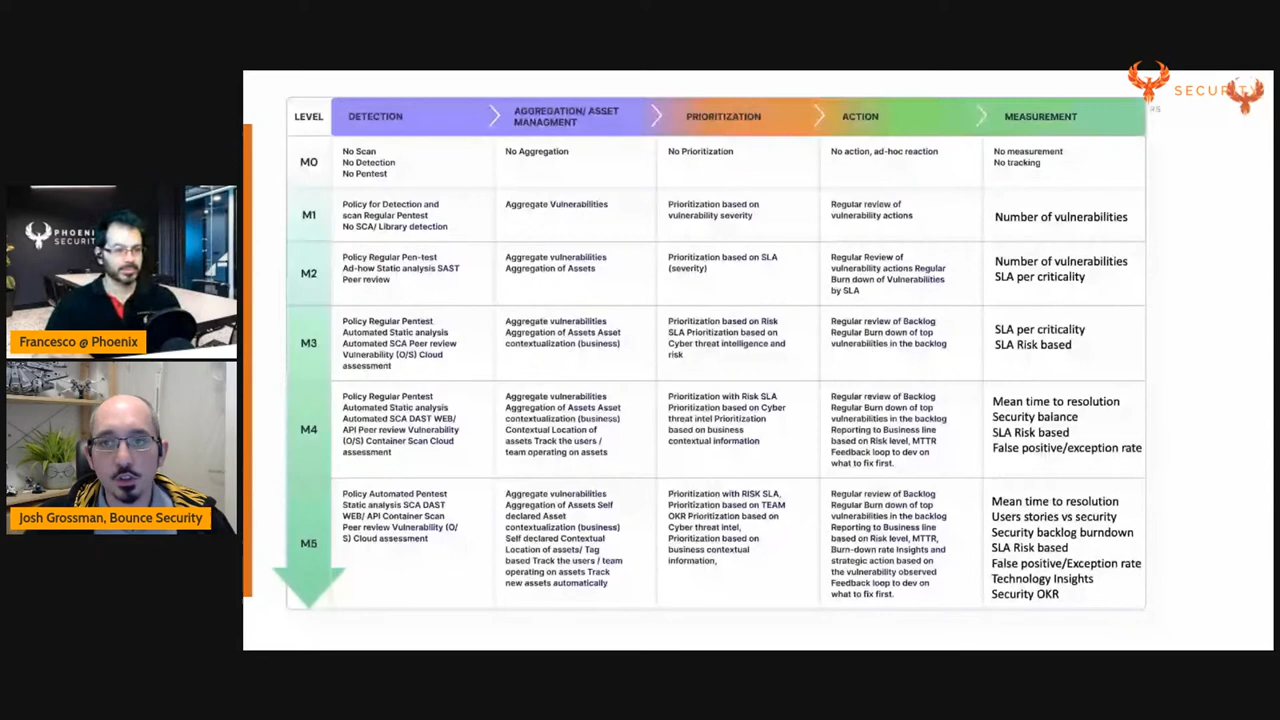 SECURITY
RS
LEVEL
DETECTION
AGGREGATION/ ASSET
MANAGMENT
PRIORITIZATION
ACTION
MEASUREMENT
M0
No Scan
No Detection
No Pentest
No Aggregation
No Prioritization
No action, ad-hoc reaction
No measurement
No tracking
M1
Policy for Detection and
scan Regular Pentest
No SCA/ Library detection
Aggregate Vulnerabilities
Prioritization based on
vulnerability severity
Regular review of
vulnerability actions
Number of vulnerabilities
M2
Policy Regular Pen-test
Ad-how Static analysis SAST
Peer review
Aggregate vulnerabilities
Aggregation of Assets
Prioritization based on SLA
(severity)
Regular Review of
vulnerability actions Regular
Burn down of Vulnerabilities
by SLA
Number of vulnerabilities
SLA per criticality
M3
Policy Regular Pentest
Automated Static analysis
Automated SCA Peer review
Vulnerability (O/S) Cloud
assessment
Aggregate vulnerabilities
Aggregation of Assets Asset
contextualization (business)
Prioritization based on Risk
SLA Prioritization based on
Cyber threat intelligence and
risk
Regular review of Backlog
Regular Burn down of top
vulnerabilities in the backlog
SLA per criticality
SLA Risk based
M4
Policy Regular Pentest
Automated Static analysis
Automated SCA DAST WEB/
API Peer review Vulnerability
(O/S) Container Scan Cloud
assessment
Aggregate vulnerabilities
Aggregation of Assets Asset
contextualization (business)
Contextual Location of
assets Track the users /
team operating on assets
Prioritization with Risk SLA
Prioritization based on Cyber
threat intel Prioritization
based on business
contextual information
Regular review of Backlog
Regular Burn down of top
vulnerabilities in the backlog
Reporting to Business line
based on Risk level, MTTR
Feedback loop to dev on
what to fix first.
Mean time to resolution
Security balance
SLA Risk based
False positive/exception rate
M5
Policy Automated Pentest
Static analysis SCA DAST
WEB/ API Container Scan
Peer review Vulnerability (O/
S) Cloud assessment
Aggregate vulnerabilities
Aggregation of Assets Self
declared Asset
contextualization (business)
Self declared Contextual
Location of assets/ Tag
based Track the users / team
operating on assets Track
new assets automatically
Prioritization with RISK SLA,
Prioritization based on TEAM
OKR Prioritization based on
Cyber threat intel,
Prioritization based on
business contextual
information,
Regular review of Backlog
Regular Burn down of top
vulnerabilities in the backlog
Reporting to Business line
based on Risk level, MTTR,
Burn-down rate Insights and
strategic action based on
the vulnerability observed
Feedback loop to dev on
what to fix first.
Mean time to resolution
Users stories vs security
Security backlog burndown
SLA Risk based
False positive/Exception rate
Technology Insights
Security OKR
Francesco @ Phoenix
Josh Grossman, Bounce Security